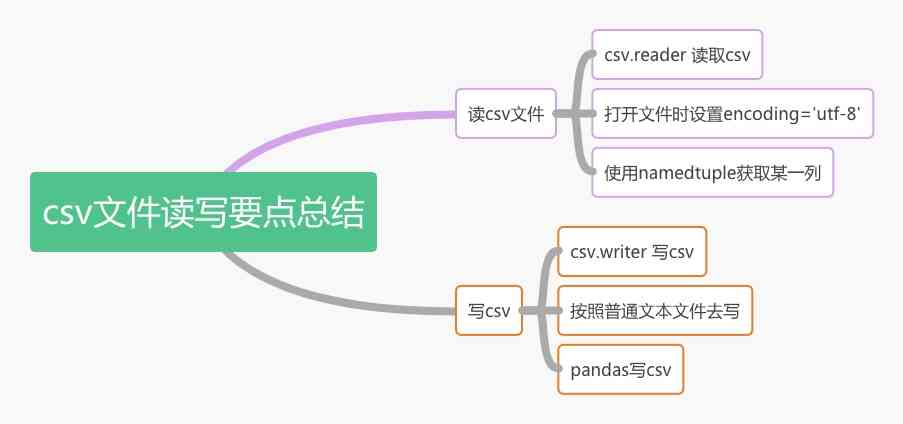 csv文件读写要点总结
读csv文件
csv.reader 读取csv
打开文件时设置encoding='utf-8'
使用namedtuple获取某一列
写csv
csv.writer 写csv
按照普通文本文件去写
pandas写csv